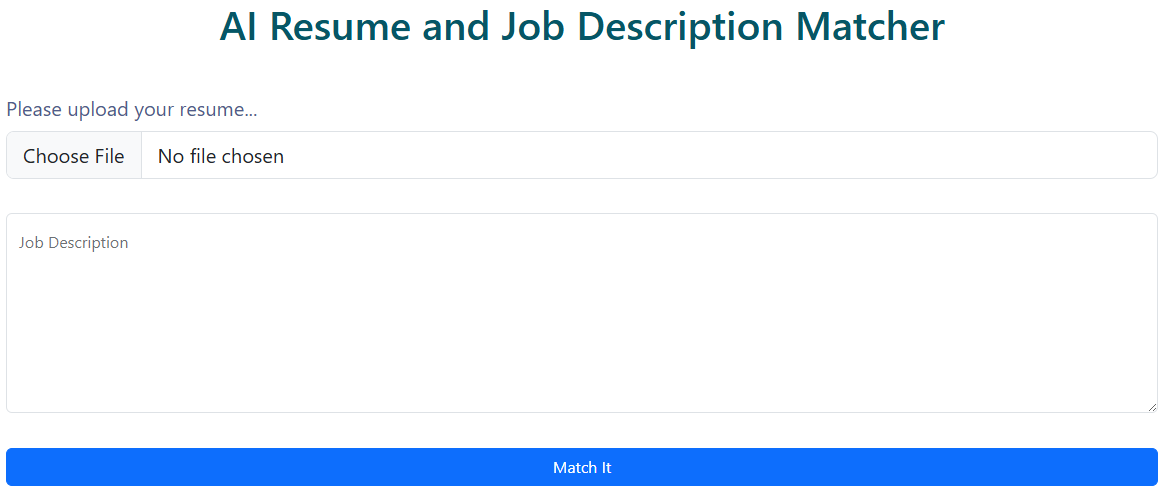 AI Resume and Job Description Matcher
Please upload your resume...
Choose File No file chosen
Job Description
Match It